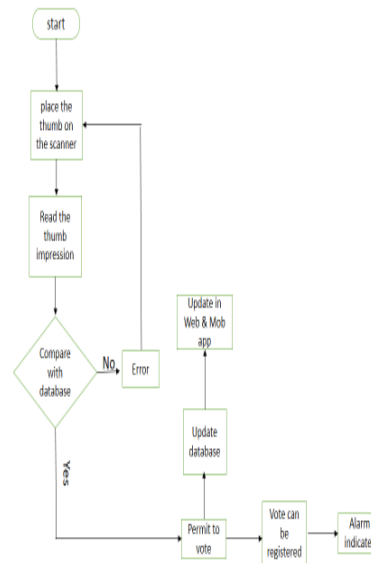 start
place the
thumb on
the scanner
Read the
thumb
impression
Compare
with
database
No
Error
Yes
Update in
Web & Mob
app
Update
database
Permit to
vote
Vote can
be
registered
Alarm
indicate